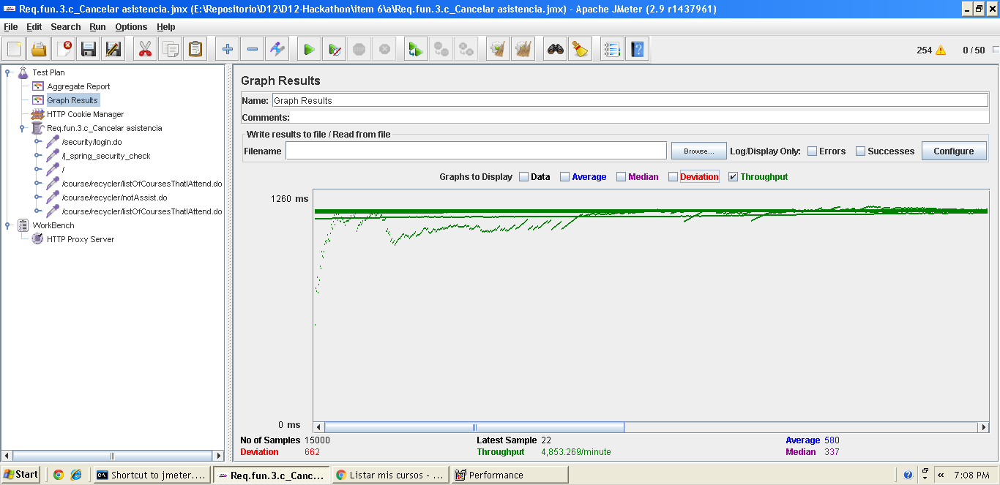 Req.fun.3.c_Cancelar asistencia.jmx (E:\Repositorio\D12\D12-Hackathon\item 6\a\Req.fun.3.c_Cancelar asistencia.jmx) - Apache JMeter (2.9 r1437961)
File Edit Search Run Options Help
254 0 / 50
Test Plan
Aggregate Report
Graph Results
HTTP Cookie Manager
Req.fun.3.c_Cancelar asistencia
/security/login.do
/j_spring_security_check
/
/course/recycler/listOfCoursesThatIAttend.do
/course/recycler/notAssist.do
/course/recycler/listOfCoursesThatIAttend.do
WorkBench
HTTP Proxy Server
Graph Results
Name: Graph Results
Comments:
Write results to file / Read from file
Filename Browse... Log/Display Only: Errors Successes Configure
Graphs to Display Data Average Median Deviation Throughput
1260 ms
0 ms
No of Samples 15000 Latest Sample 22 Average 580
Deviation 662 Throughput 4,853.269/minute Median 337
Start Shortcut to jmeter.... Req.fun.3.c_Canc... Listar mis cursos - ... Performance 7:08 PM